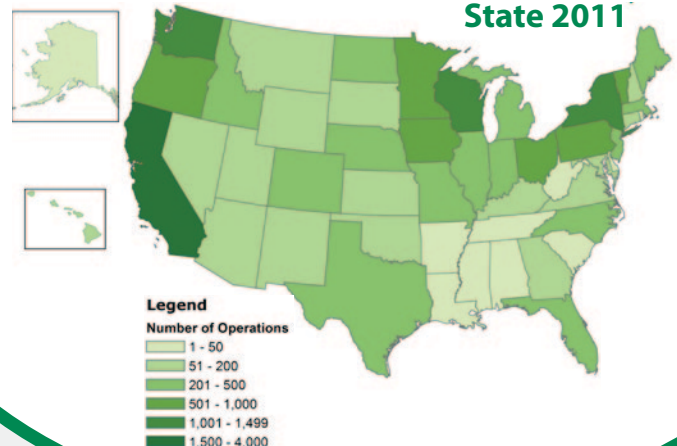 State 2011
Legend
Number of Operations
1 - 50
51 - 200
201 - 500
501 - 1,000
1,001 - 1,499
1,500 - 4,000